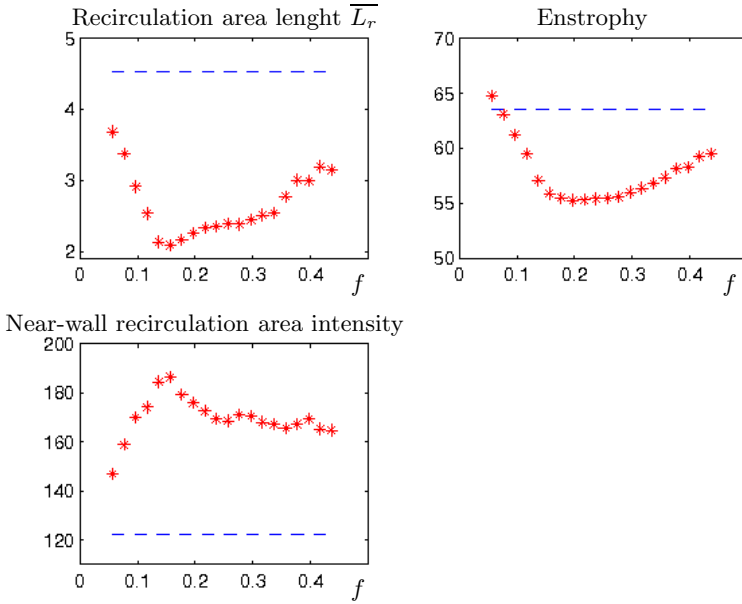 Recirculation area lenght $\overline{L_r}$
5
4
3
2
0 0.1 0.2 0.3 0.4
f
Enstrophy
70
65
60
55
50
0 0.1 0.2 0.3 0.4
f
Near-wall recirculation area intensity
200
180
160
140
120
0 0.1 0.2 0.3 0.4
f